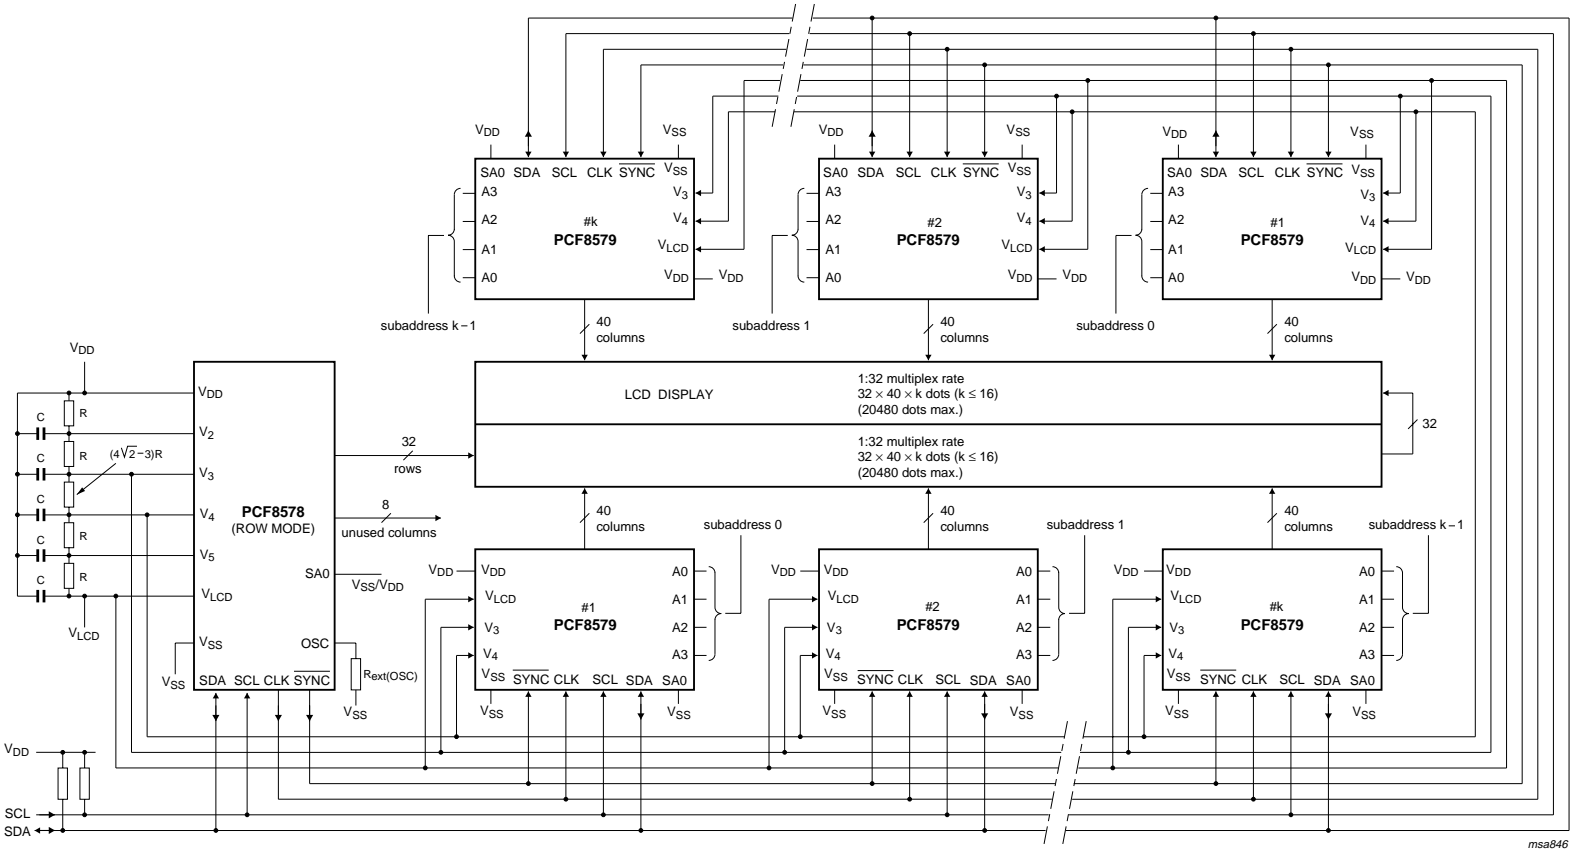 VDD VSS VDD VSS VDD VSS
SA0 SDA SCL CLK SYNC VSS
A3 V3
A2 #k V4
PCF8579
A1 VLCD
A0 VDD VDD
subaddress k−1
40
columns
SA0 SDA SCL CLK SYNC VSS
A3 V3
A2 #2 V4
PCF8579
A1 VLCD
A0 VDD VDD
subaddress 1
40
columns
SA0 SDA SCL CLK SYNC VSS
A3 V3
A2 #1 V4
PCF8579
A1 VLCD
A0 VDD VDD
subaddress 0
40
columns
LCD DISPLAY
1:32 multiplex rate
32 × 40 × k dots (k ≤ 16)
(20480 dots max.)
1:32 multiplex rate
32 × 40 × k dots (k ≤ 16)
(20480 dots max.)
32
VDD
C R
C R
C (4√2−3)R
C R
C R
VLCD
VDD
V2
V3
V4
V5
VLCD
VSS
VSS
PCF8578
(ROW MODE)
32
rows
8
unused columns
SA0 VSS/VDD
OSC
Rext(OSC)
VSS
SDA SCL CLK SYNC
40
columns
subaddress 0
VDD VDD A0
VLCD A1
#1
PCF8579
V3 A2
V4 A3
VSS SYNC CLK SCL SDA SA0
VSS VSS
40
columns
subaddress 1
VDD VDD A0
VLCD A1
#2
PCF8579
V3 A2
V4 A3
VSS SYNC CLK SCL SDA SA0
VSS VSS
40
columns
subaddress k−1
VDD VDD A0
VLCD A1
#k
PCF8579
V3 A2
V4 A3
VSS SYNC CLK SCL SDA SA0
VSS VSS
VDD
SCL
SDA
msa846